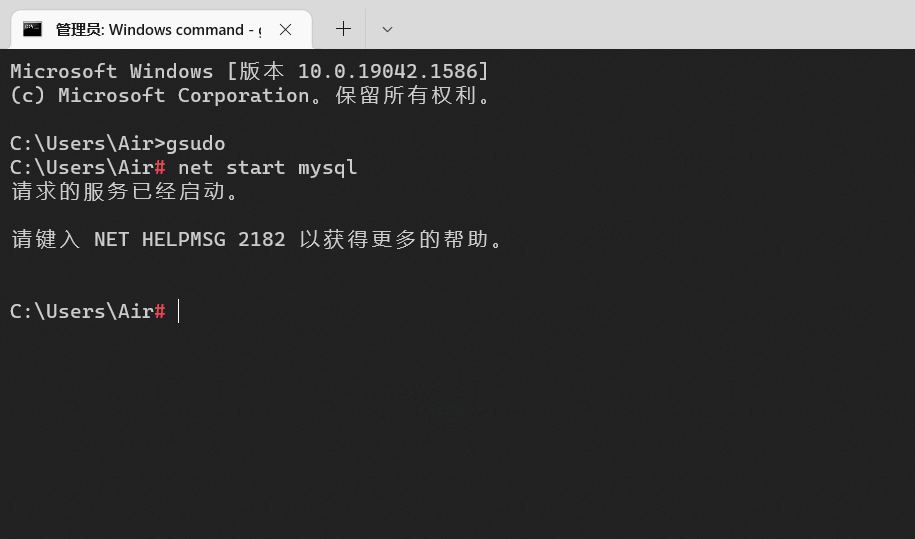 管理员: Windows command - g
Microsoft Windows [版本 10.0.19042.1586]
(c) Microsoft Corporation。保留所有权利。
C:\Users\Air>gsudo
C:\Users\Air# net start mysql
请求的服务已经启动。
请键入 NET HELPMSG 2182 以获得更多的帮助。
C:\Users\Air#